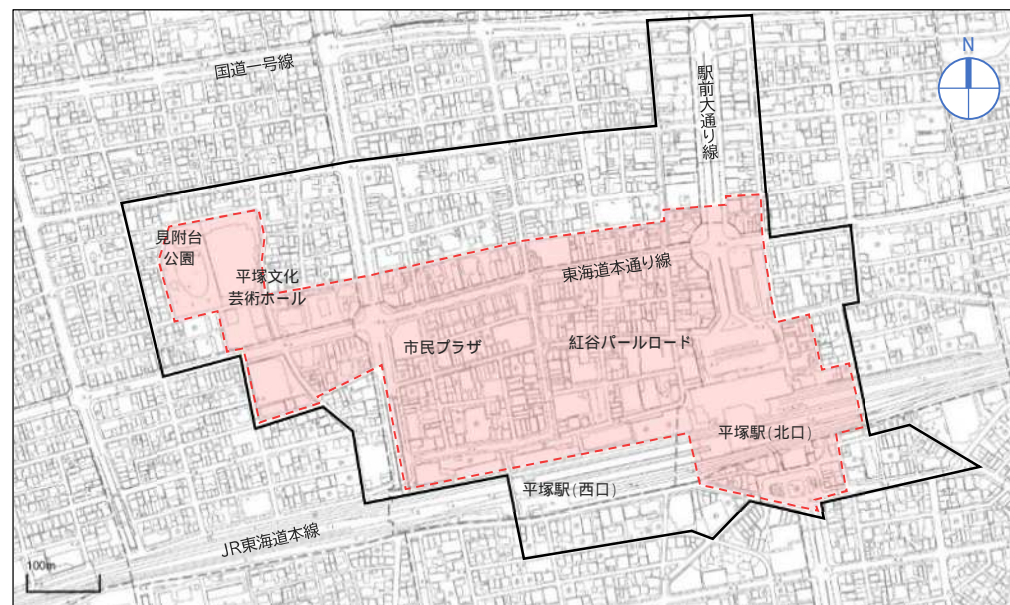 国道一号線
駅前大通り線
N
見附台
公園
平塚文化
芸術ホール
東海道本通り線
市民プラザ
紅谷パールロード
平塚駅(北口)
平塚駅(西口)
JR東海道本線
100m